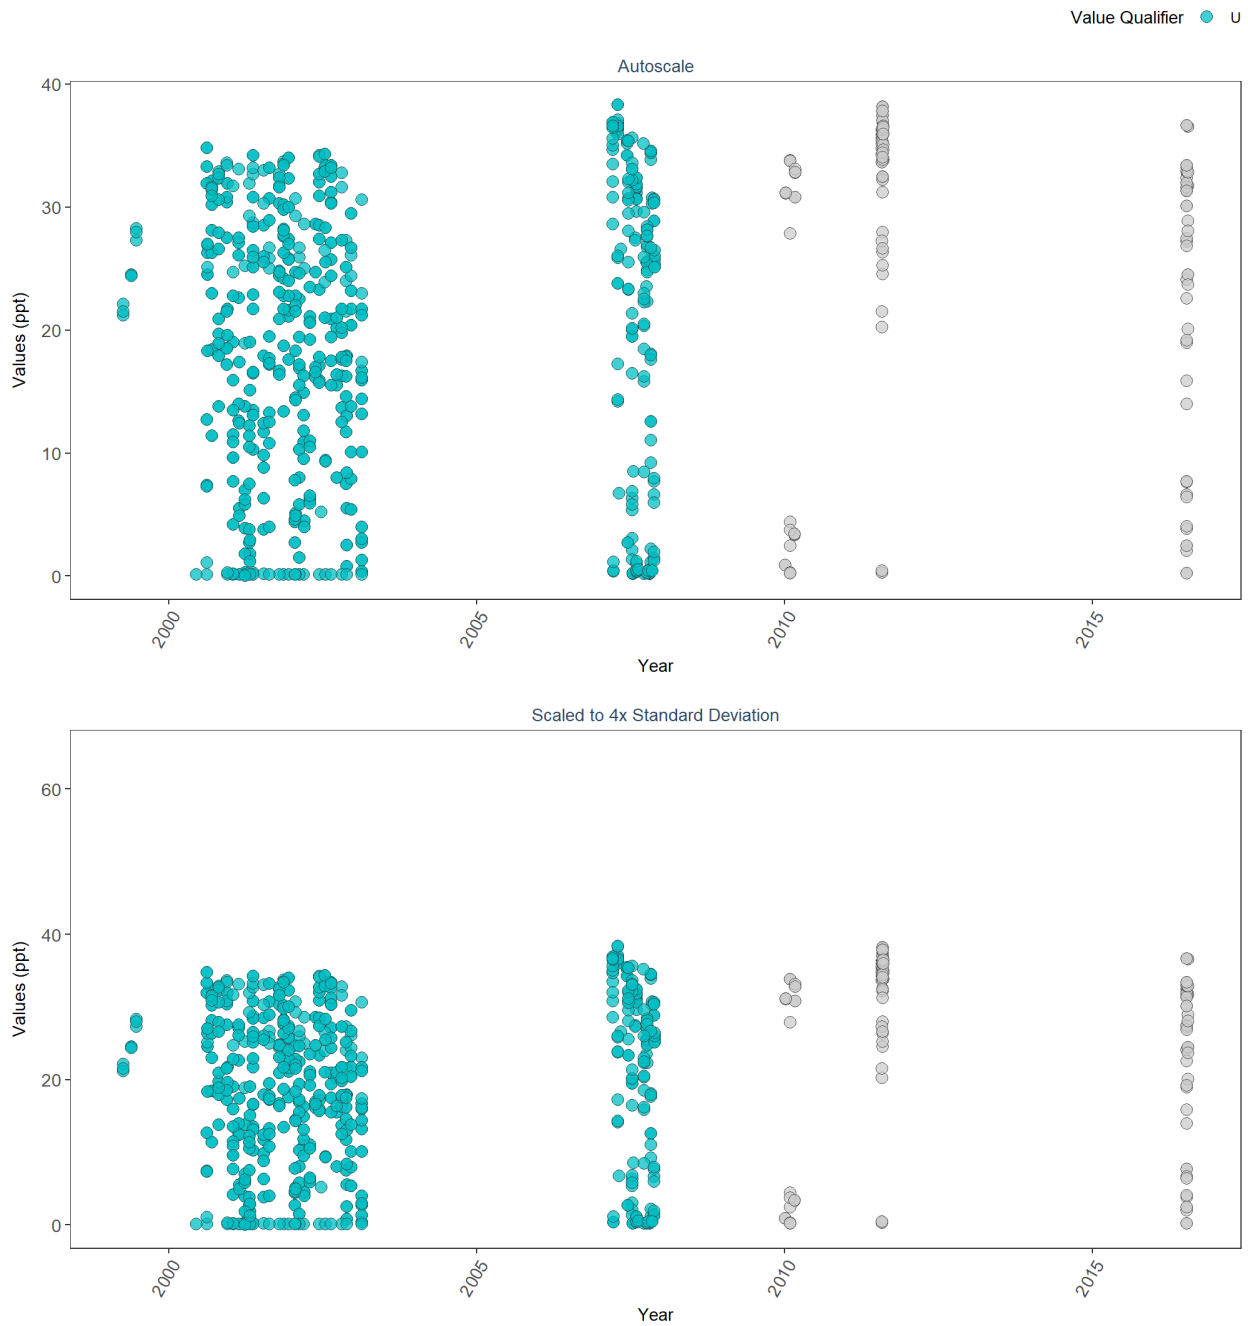 Value Qualifier U
Autoscale
40
30
20
10
0
Values (ppt)
2000 2005 2010 2015
Year
Scaled to 4x Standard Deviation
60
40
20
0
Values (ppt)
2000 2005 2010 2015
Year